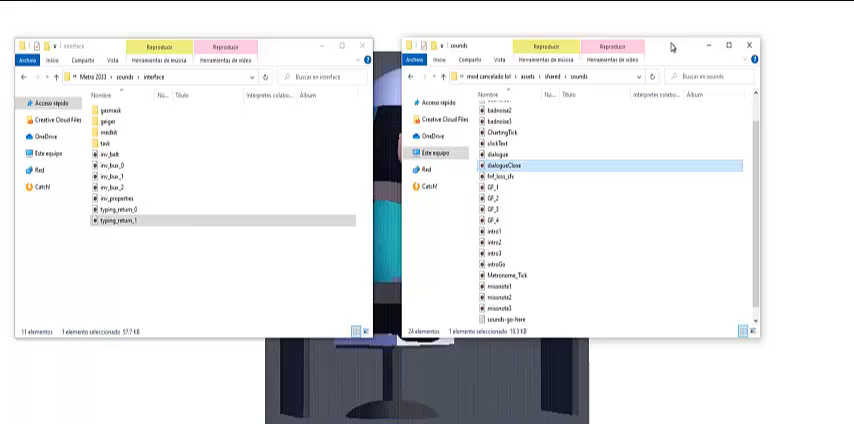 interface
Reproducir
Reproducir
Archivo
Inicio
Compartir
Vista
Herramientas de música
Herramientas de vídeo
« Metro 2033 › sounds › interface
Buscar en interface
Nombre
Nú...
Título
Intérpretes colabo...
Álbum
Acceso rápido
Creative Cloud Files
OneDrive
Este equipo
Red
Catch!
gasmask
geiger
medkit
task
inv_belt
inv_bux_0
inv_bux_1
inv_bux_2
inv_properties
typing_return_0
typing_return_1
11 elementos
1 elemento seleccionado 57.7 KB
sounds
Reproducir
Reproducir
Archivo
Inicio
Compartir
Vista
Herramientas de música
Herramientas de vídeo
« mod cancelado lol › assets › shared › sounds
Buscar en sounds
Nombre
Nú...
Título
Intérpretes colabo...
Álbum
Acceso rápido
Creative Cloud Files
OneDrive
Este equipo
Red
Catch!
badnoise2
badnoise3
ChartingTick
clickText
dialogue
dialogueClose
fnf_loss_sfx
GF_1
GF_2
GF_3
GF_4
intro1
intro2
intro3
introGo
Metronome_Tick
missnote1
missnote2
missnote3
sounds-go-here
24 elementos
1 elemento seleccionado 19.3 KB